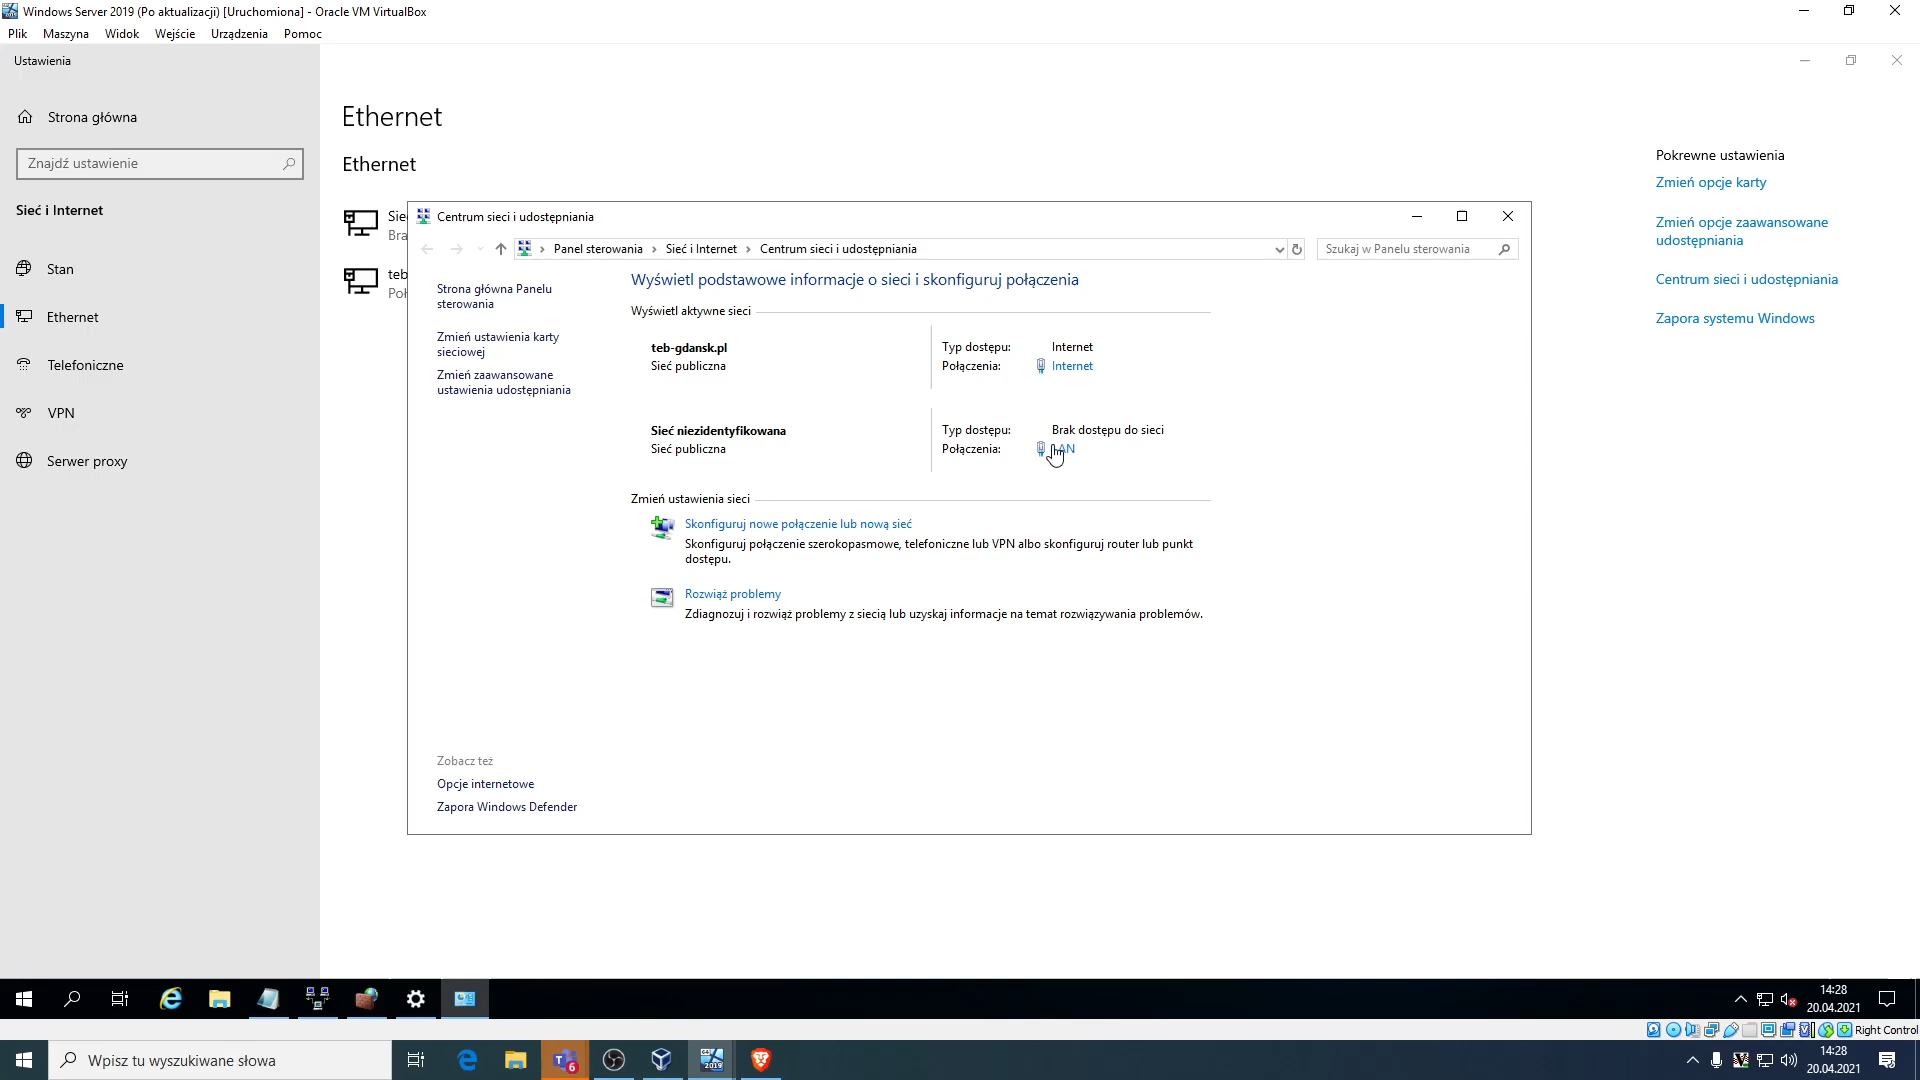 Windows Server 2019 (Po aktualizacji) [Uruchomiona] - Oracle VM VirtualBox
Plik Maszyna Widok Wejście Urządzenia Pomoc
Ustawienia
Strona główna
Znajdź ustawienie
Sieć i Internet
Stan
Ethernet
Telefoniczne
VPN
Serwer proxy
Ethernet
Ethernet
Sie
Bra
teb
Poł
Pokrewne ustawienia
Zmień opcje karty
Zmień opcje zaawansowane
udostępniania
Centrum sieci i udostępniania
Zapora systemu Windows
Centrum sieci i udostępniania
Panel sterowania Sieć i Internet Centrum sieci i udostępniania
Szukaj w Panelu sterowania
Strona główna Panelu
sterowania
Zmień ustawienia karty
sieciowej
Zmień zaawansowane
ustawienia udostępniania
Zobacz też
Opcje internetowe
Zapora Windows Defender
Wyświetl podstawowe informacje o sieci i skonfiguruj połączenia
Wyświetl aktywne sieci
teb-gdansk.pl
Sieć publiczna
Typ dostępu: Internet
Połączenia: Internet
Sieć niezidentyfikowana
Sieć publiczna
Typ dostępu: Brak dostępu do sieci
Połączenia: LAN
Zmień ustawienia sieci
Skonfiguruj nowe połączenie lub nową sieć
Skonfiguruj połączenie szerokopasmowe, telefoniczne lub VPN albo skonfiguruj router lub punkt
dostępu.
Rozwiąż problemy
Zdiagnozuj i rozwiąż problemy z siecią lub uzyskaj informacje na temat rozwiązywania problemów.
14:28
20.04.2021
Right Control
Wpisz tu wyszukiwane słowa
6
2019
14:28
20.04.2021